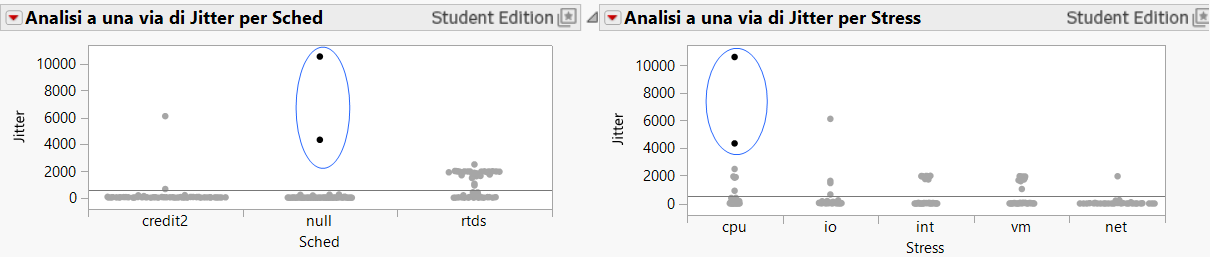 Analisi a una via di Jitter per Sched
Student Edition
Jitter
10000
8000
6000
4000
2000
0
credit2
null
rtds
Sched
Analisi a una via di Jitter per Stress
Student Edition
Jitter
10000
8000
6000
4000
2000
0
cpu
io
int
vm
net
Stress